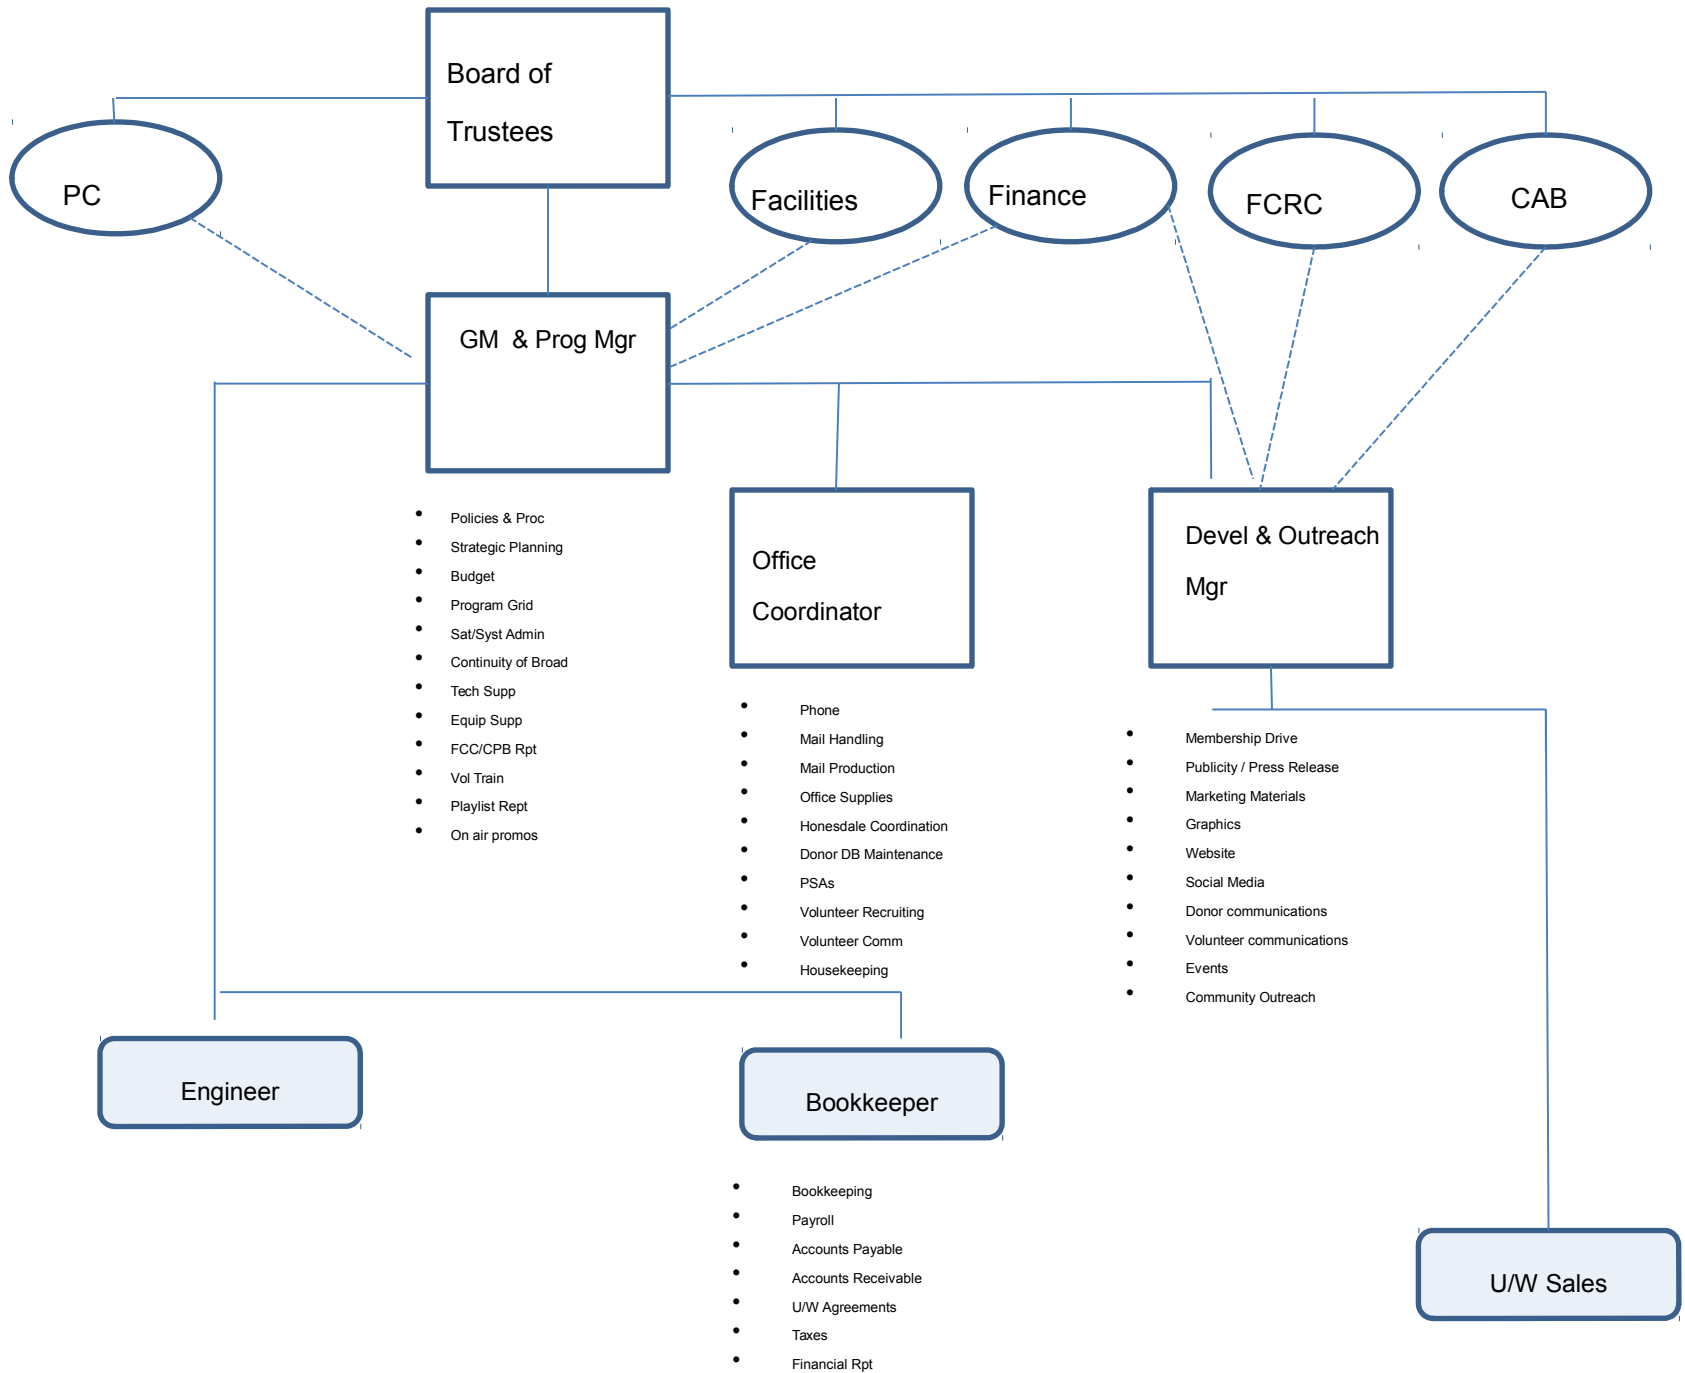 Board of
Trustees
PC
Facilities
Finance
FCRC
CAB
GM & Prog Mgr
• Policies & Proc
• Strategic Planning
• Budget
• Program Grid
• Sat/Syst Admin
• Continuity of Broad
• Tech Supp
• Equip Supp
• FCC/CPB Rpt
• Vol Train
• Playlist Rept
• On air promos
Office
Coordinator
• Phone
• Mail Handling
• Mail Production
• Office Supplies
• Honesdale Coordination
• Donor DB Maintenance
• PSAs
• Volunteer Recruiting
• Volunteer Comm
• Housekeeping
Devel & Outreach
Mgr
• Membership Drive
• Publicity / Press Release
• Marketing Materials
• Graphics
• Website
• Social Media
• Donor communications
• Volunteer communications
• Events
• Community Outreach
Engineer
Bookkeeper
• Bookkeeping
• Payroll
• Accounts Payable
• Accounts Receivable
• U/W Agreements
• Taxes
• Financial Rpt
U/W Sales